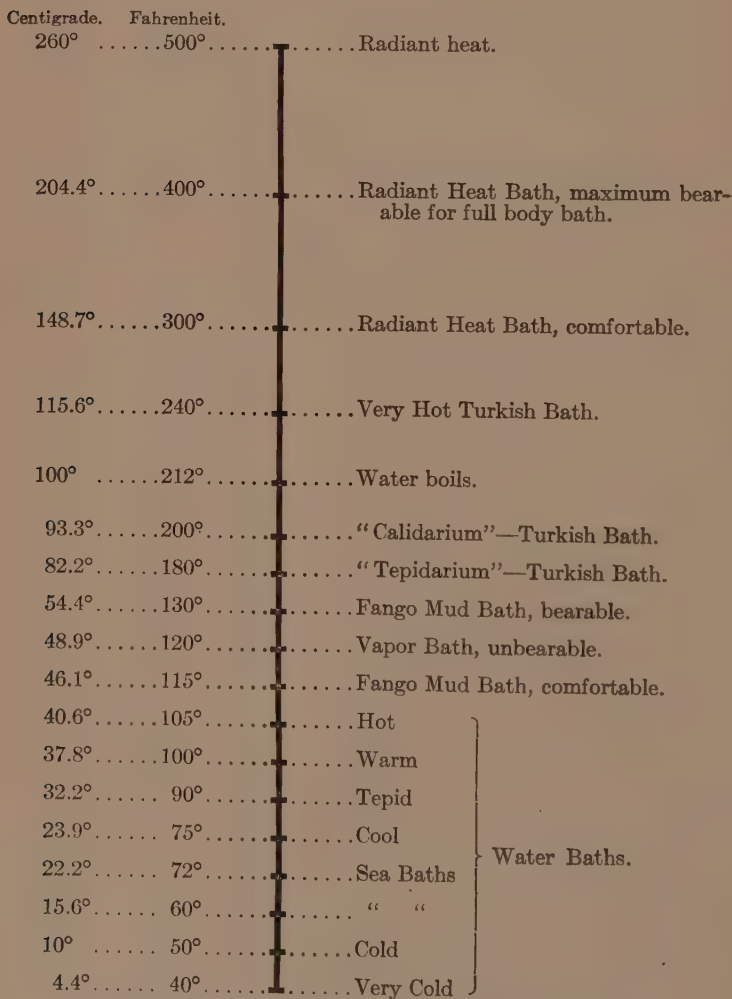 Centigrade. Fahrenheit.
260° ......500°.............Radiant heat.
204.4°......400°.............Radiant Heat Bath, maximum bear-
able for full body bath.
148.7°......300°.............Radiant Heat Bath, comfortable.
115.6°......240°.............Very Hot Turkish Bath.
100° ......212°.............Water boils.
93.3°......200°............."Calidarium"—Turkish Bath.
82.2°......180°............."Tepidarium"—Turkish Bath.
54.4°......130°.............Fango Mud Bath, bearable.
48.9°......120°.............Vapor Bath, unbearable.
46.1°......115°.............Fango Mud Bath, comfortable.
40.6°......105°.............Hot
37.8°......100°.............Warm
32.2°...... 90°.............Tepid
23.9°...... 75°.............Cool
Water Baths.
22.2°...... 72°.............Sea Baths
15.6°...... 60°............. “ “
10° ...... 50°.............Cold
4.4°...... 40°.............Very Cold